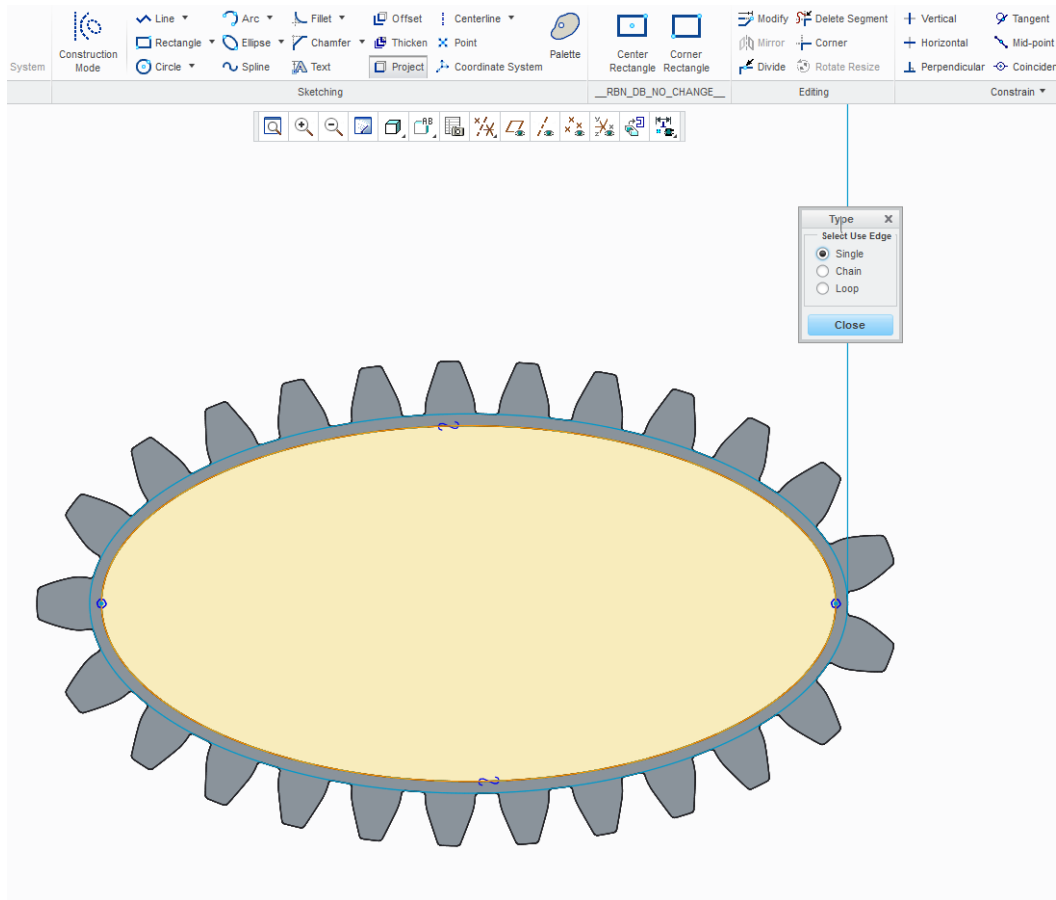 Line Arc Fillet Offset Centerline Modify Delete Segment Vertical Tangent
Rectangle Ellipse Chamfer Thicken Point Mirror Corner Horizontal Mid-point
System Construction Mode Circle Spline Text Project Coordinate System Palette Center Rectangle Corner Rectangle Divide Rotate Resize Perpendicular
Sketching __RBN_DB_NO_CHANGE__ Editing Constrain
Type X
Select Use Edge
Single
Chain
Loop
Close